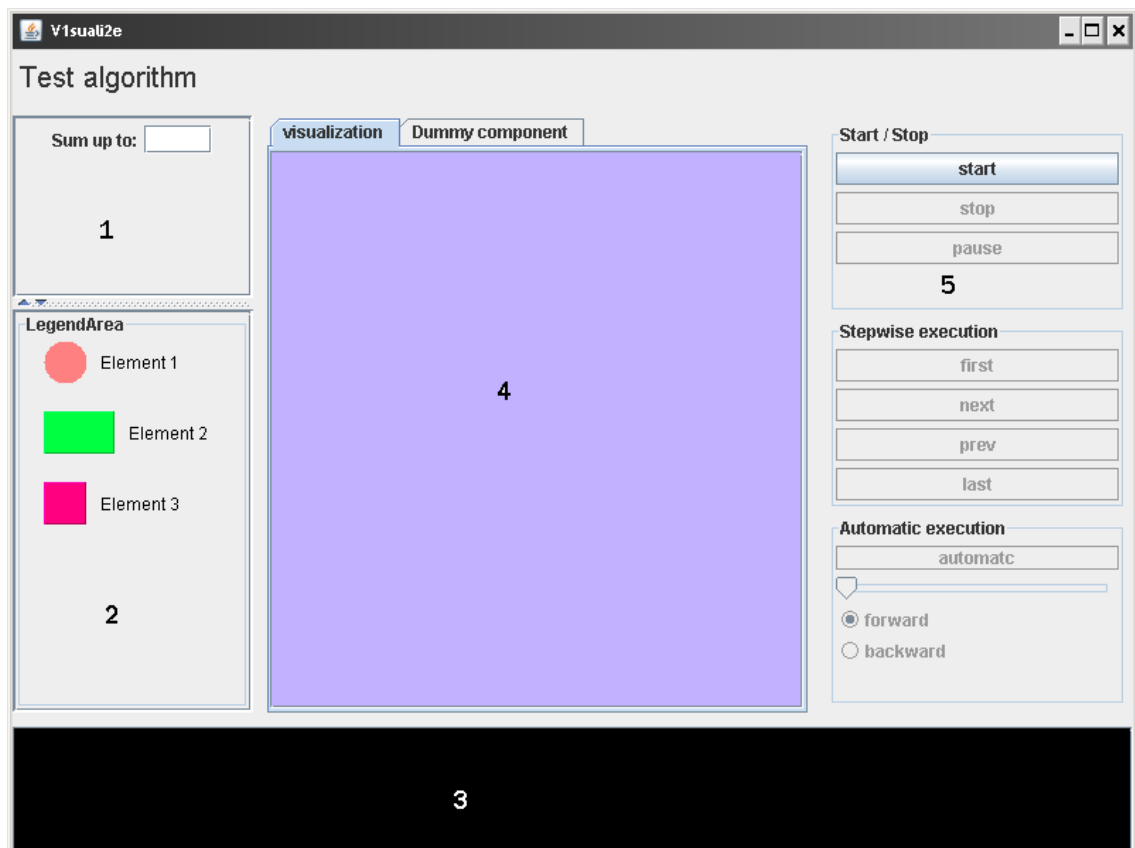 V1suali2e
Test algorithm
Sum up to:
1
LegendArea
Element 1
Element 2
Element 3
2
visualization
Dummy component
4
Start / Stop
start
stop
pause
5
Stepwise execution
first
next
prev
last
Automatic execution
automatc
forward
backward
3